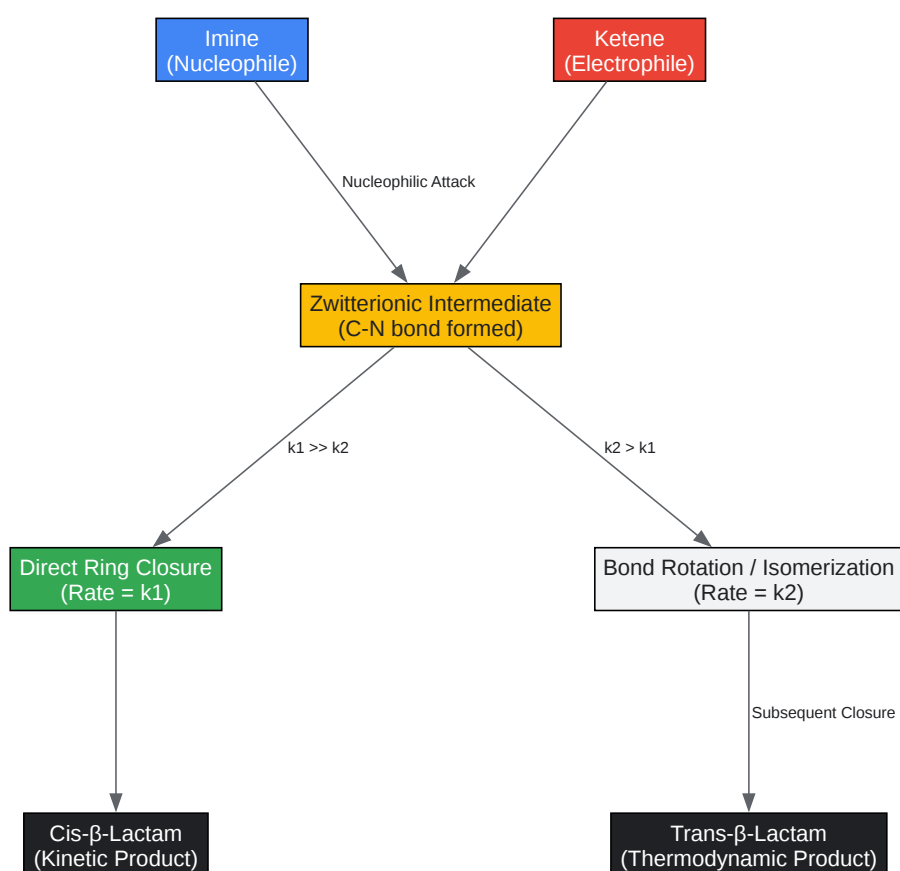 Imine
(Nucleophile)
Ketene
(Electrophile)
Nucleophilic Attack
Zwitterionic Intermediate
(C-N bond formed)
k1 >> k2
k2 > k1
Direct Ring Closure
(Rate = k1)
Bond Rotation / Isomerization
(Rate = k2)
Subsequent Closure
Cis-β-Lactam
(Kinetic Product)
Trans-β-Lactam
(Thermodynamic Product)